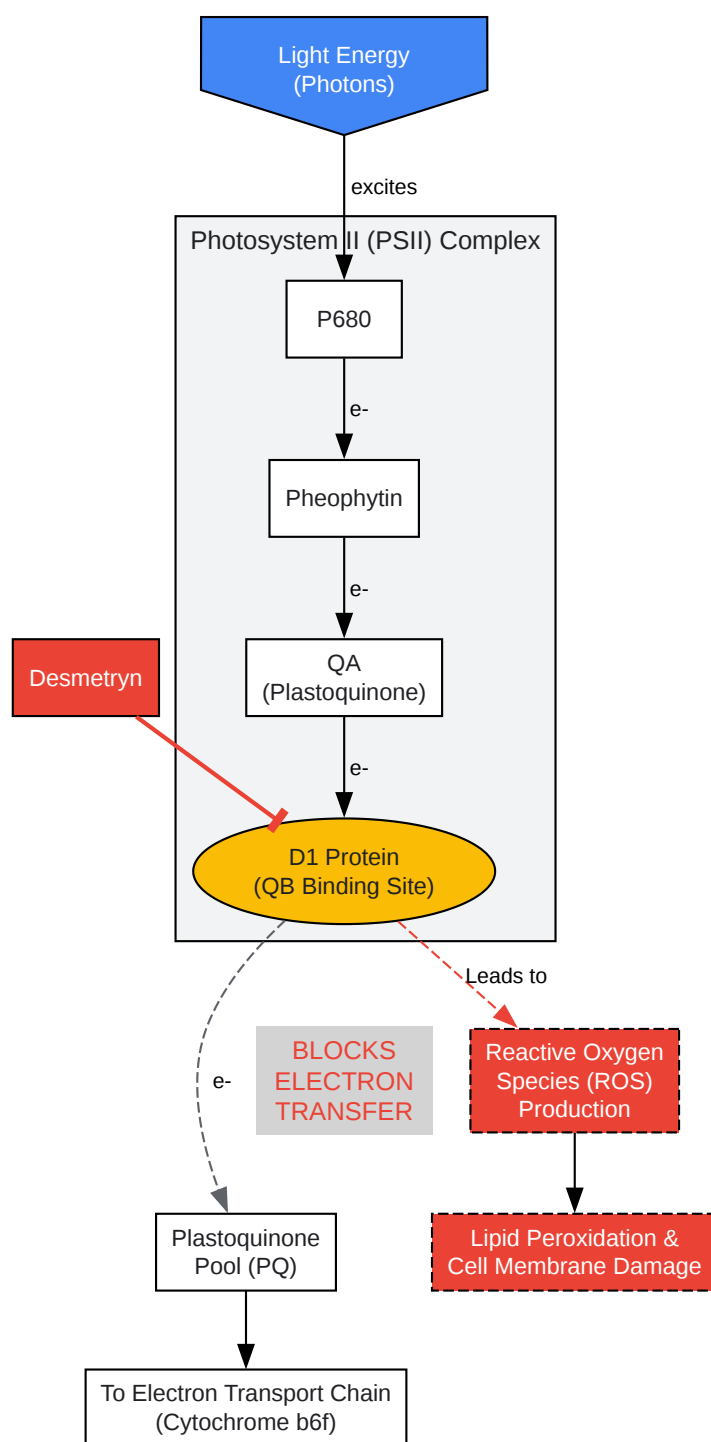 Light Energy
(Photons)
excites
Photosystem II (PSII) Complex
P680
e-
Pheophytin
e-
Desmetryn
QA
(Plastoquinone)
e-
D1 Protein
(QB Binding Site)
Leads to
e-
BLOCKS
ELECTRON
TRANSFER
Reactive Oxygen
Species (ROS)
Production
Plastoquinone
Pool (PQ)
Lipid Peroxidation &
Cell Membrane Damage
To Electron Transport Chain
(Cytochrome b6f)